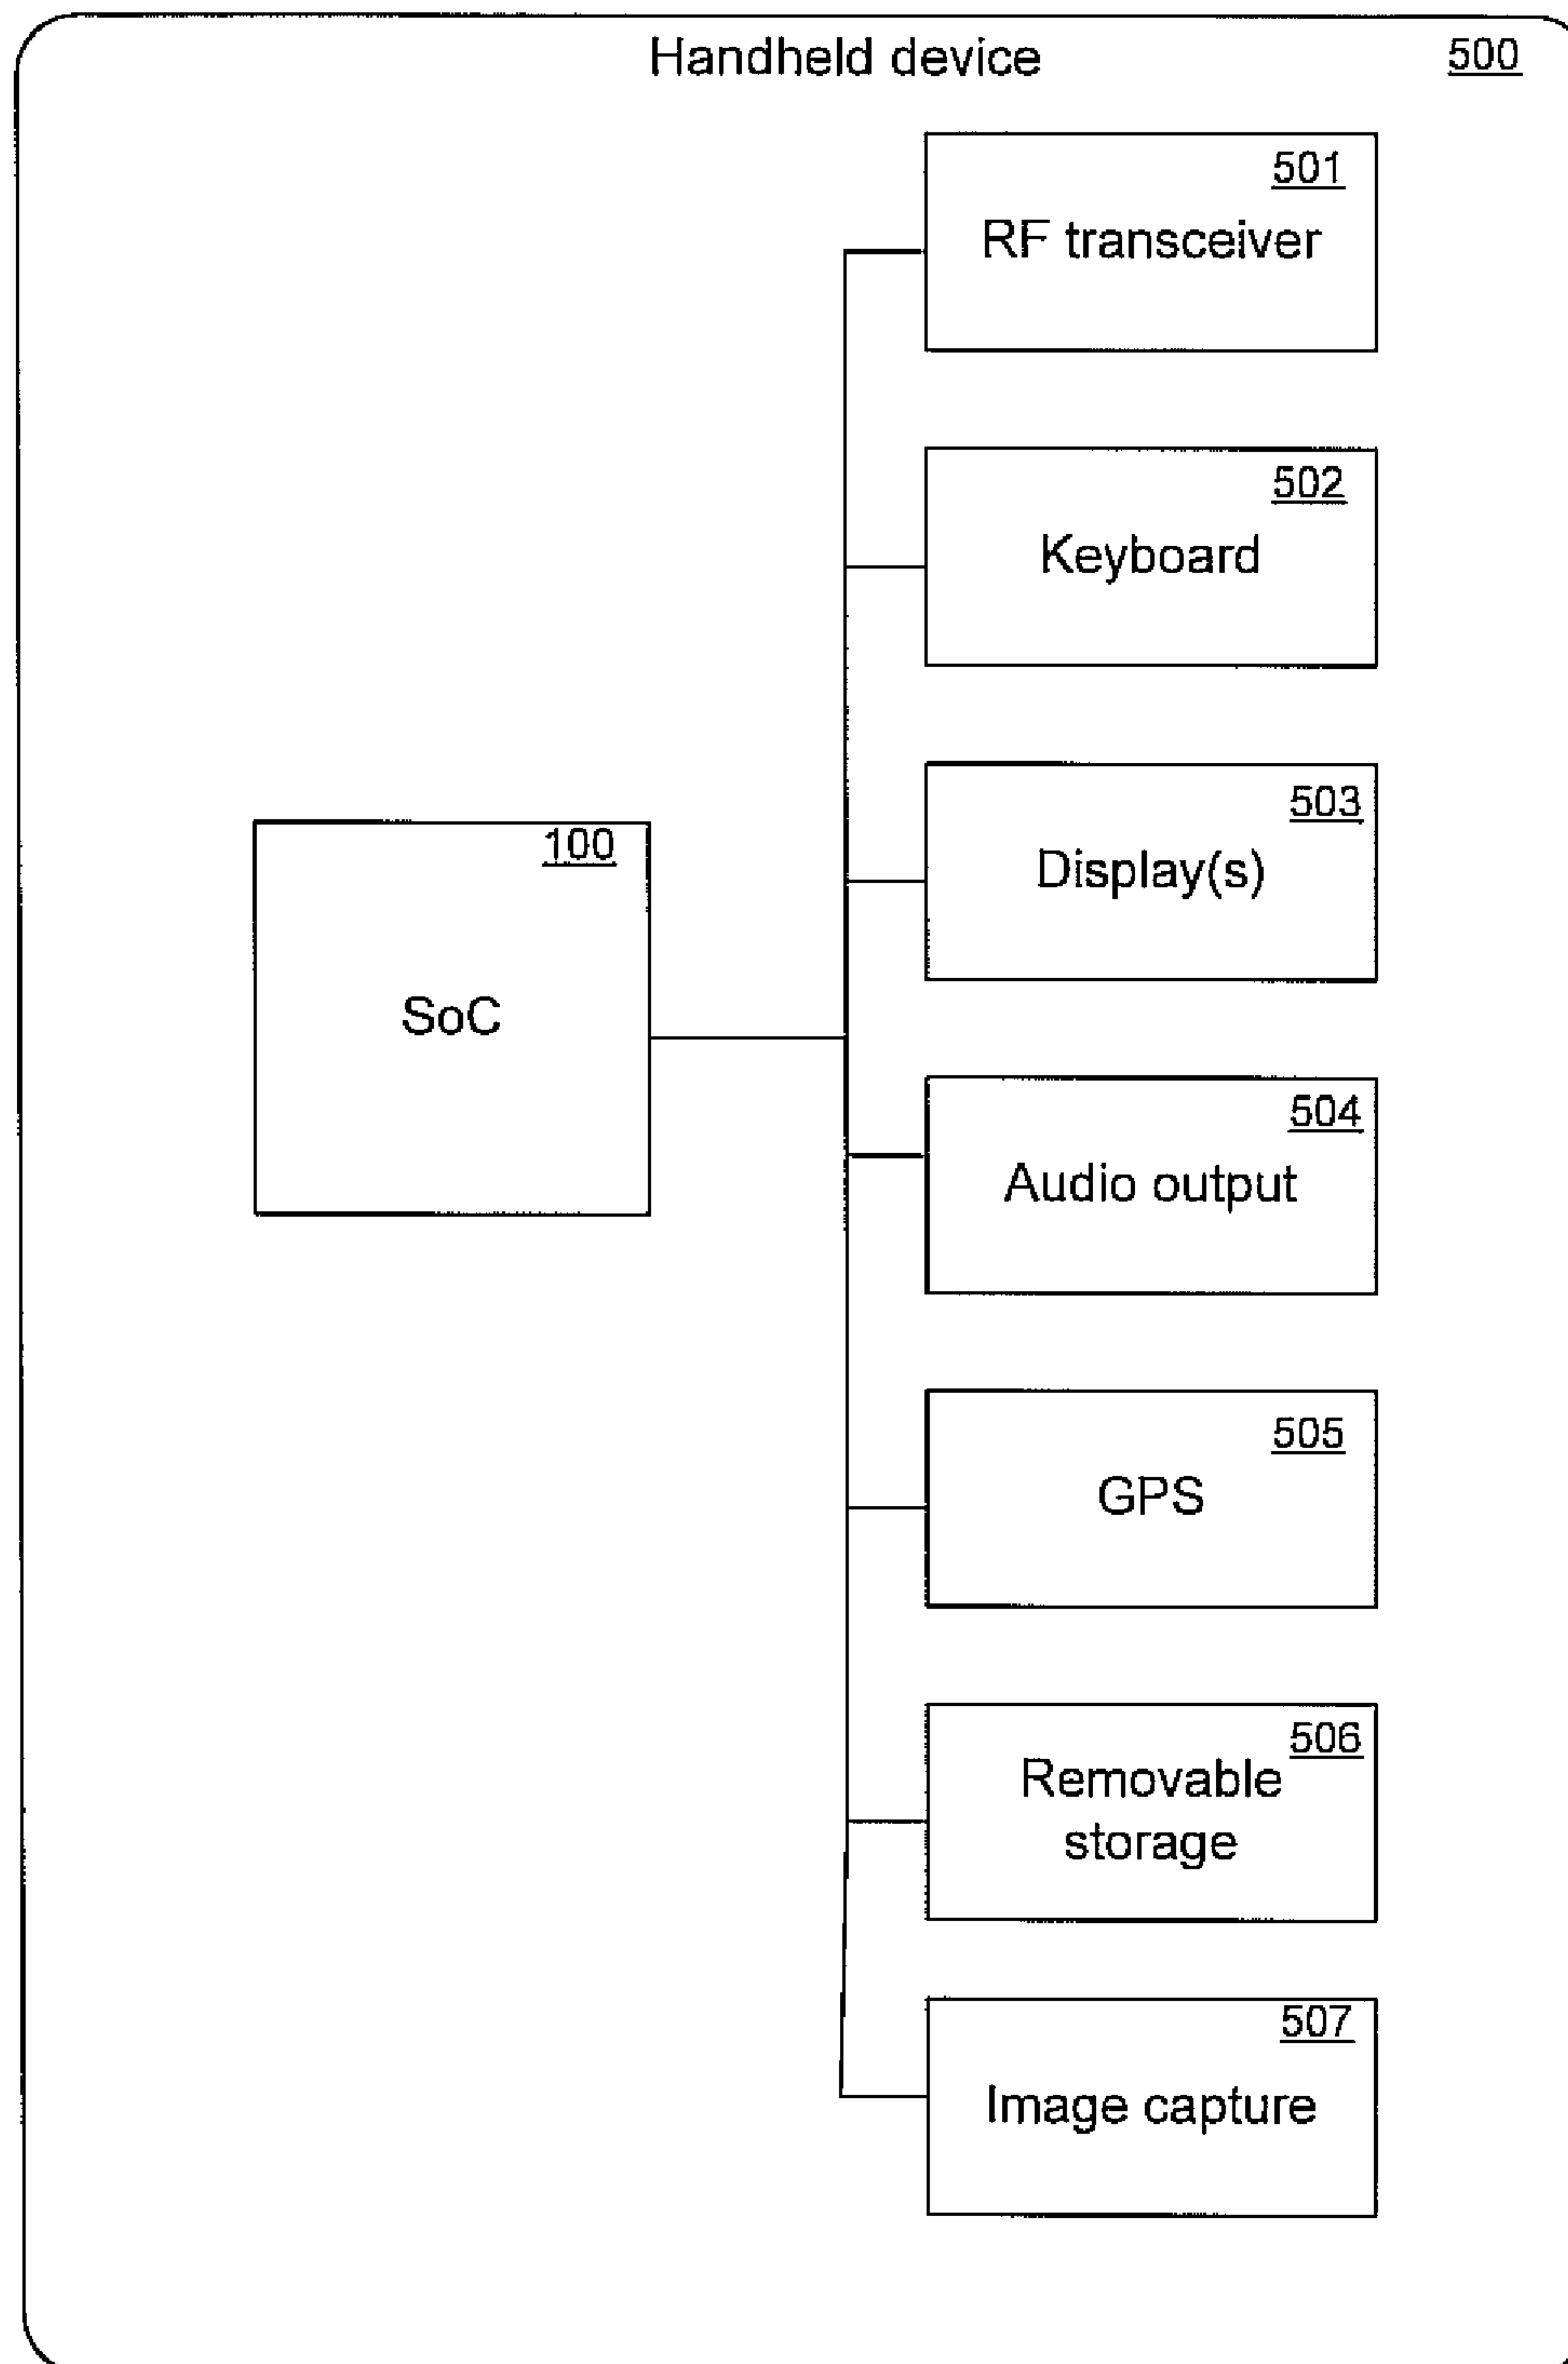 Handheld device
500
501
RF transceiver
502
Keyboard
503
Display(s)
100
SoC
504
Audio output
505
GPS
506
Removable
storage
507
Image capture